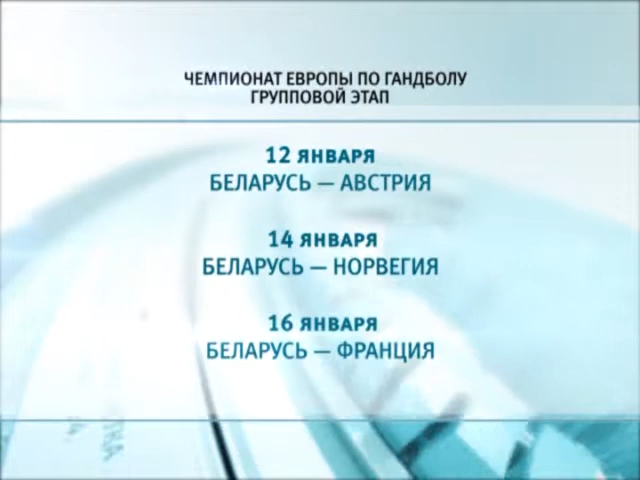 ЧЕМПИОНАТ ЕВРОПЫ ПО ГАНДБОЛУ
ГРУППОВОЙ ЭТАП
12 ЯНВАРЯ
БЕЛАРУСЬ — АВСТРИЯ
14 ЯНВАРЯ
БЕЛАРУСЬ — НОРВЕГИЯ
16 ЯНВАРЯ
БЕЛАРУСЬ — ФРАНЦИЯ